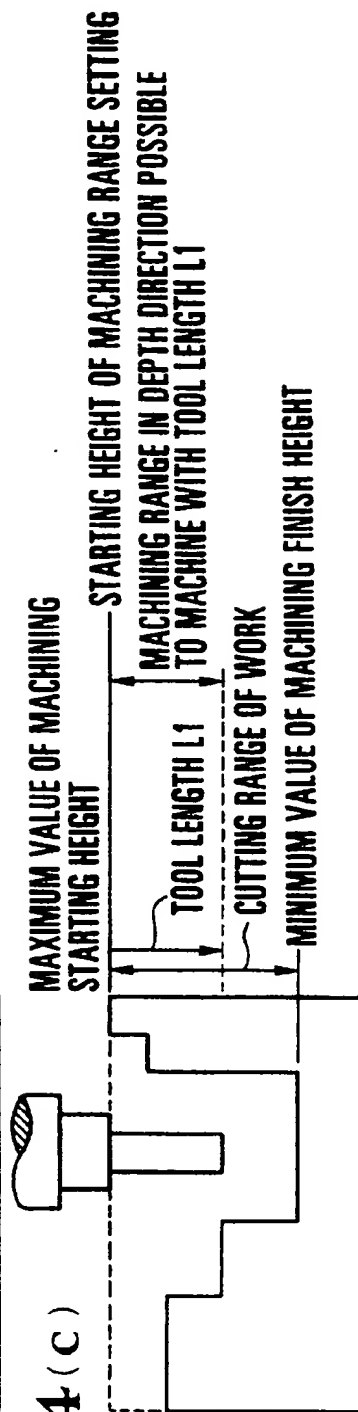 4(C)
MAXIMUM VALUE OF MACHINING
STARTING HEIGHT
STARTING HEIGHT OF MACHINING RANGE SETTING
MACHINING RANGE IN DEPTH DIRECTION POSSIBLE
TO MACHINE WITH TOOL LENGTH L1
TOOL LENGTH L1
CUTTING RANGE OF WORK
MINIMUM VALUE OF MACHINING FINISH HEIGHT